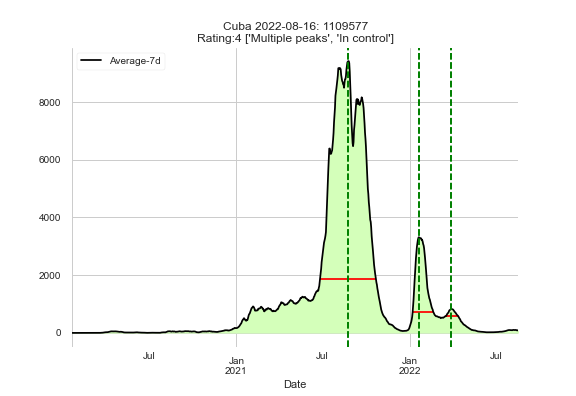 Cuba 2022-08-16: 1109577
Rating:4 ['Multiple peaks', 'In control']
Average-7d
8000
6000
4000
2000
0
Jul
Jan
2021
Jul
Jan
2022
Jul
Date